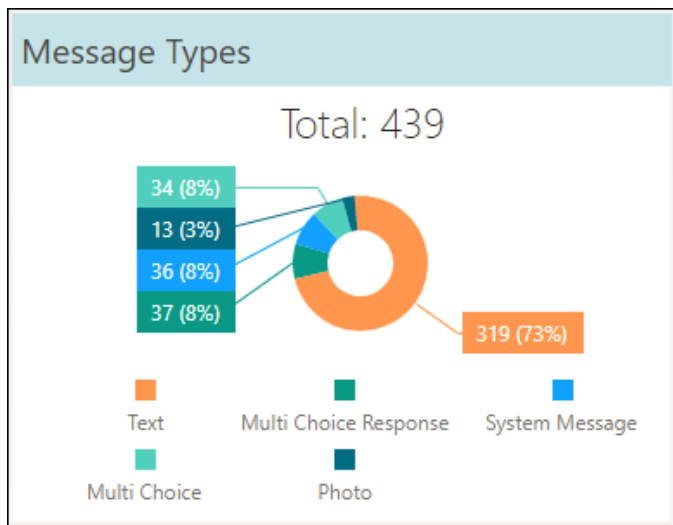 Message Types
Total: 439
34 (8%)
13 (3%)
36 (8%)
37 (8%)
319 (73%)
Text
Multi Choice Response
System Message
Multi Choice
Photo